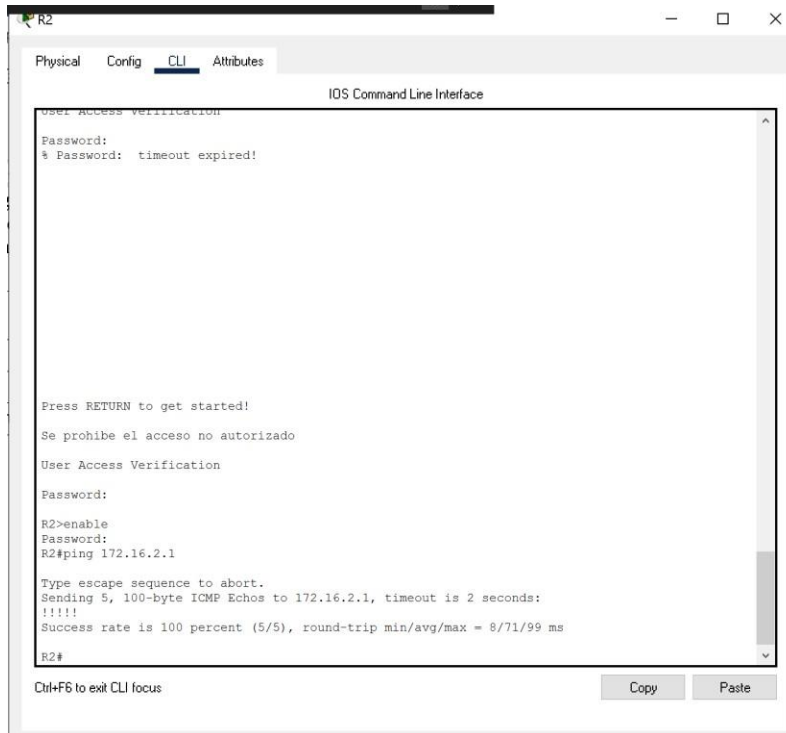 R2
Physical Config CLI Attributes
IOS Command Line Interface
User Access Verification
Password:
% Password:  timeout expired!
Press RETURN to get started!
Se prohibe el acceso no autorizado
User Access Verification
Password:
R2>enable
Password:
R2#ping 172.16.2.1
Type escape sequence to abort.
Sending 5, 100-byte ICMP Echos to 172.16.2.1, timeout is 2 seconds:
!!!!!
Success rate is 100 percent (5/5), round-trip min/avg/max = 8/71/99 ms
R2#
Ctrl+F6 to exit CLI focus
Copy Paste